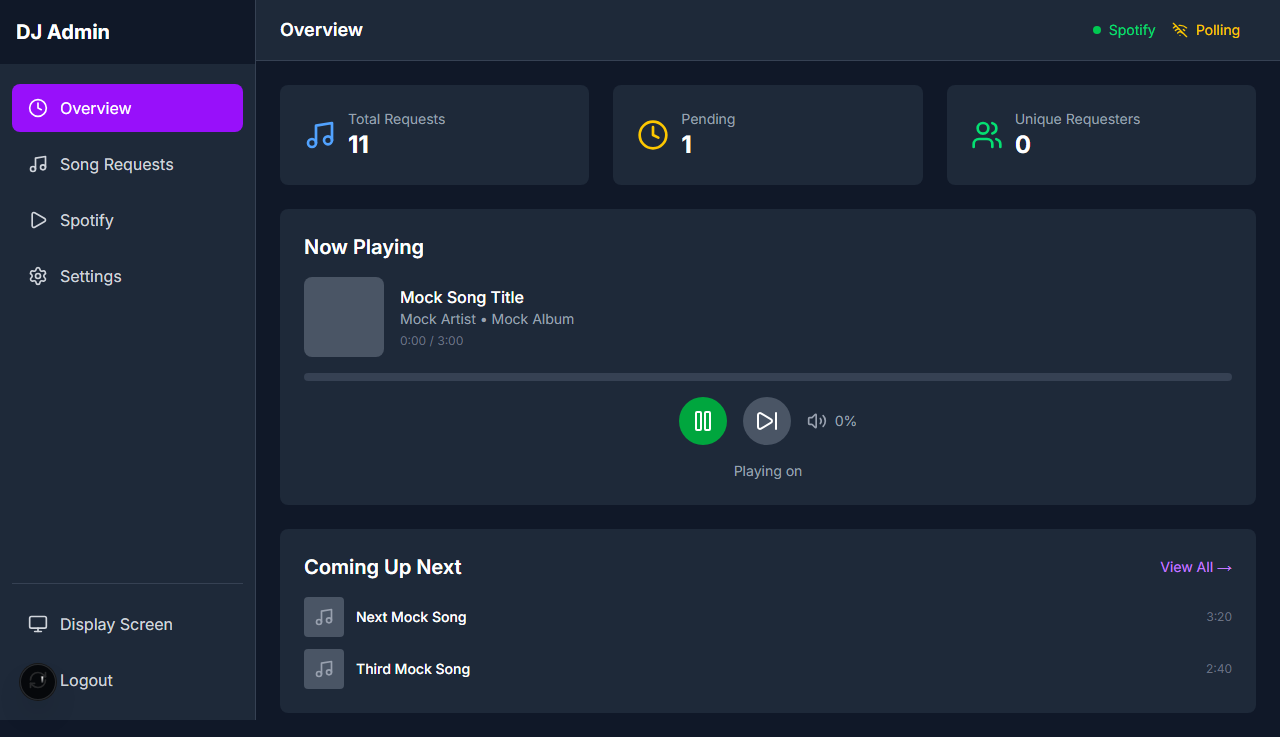 DJ Admin
Overview
Song Requests
Spotify
Settings
Display Screen
Logout
Overview
Spotify
Polling
Total Requests
11
Pending
1
Unique Requesters
0
Now Playing
Mock Song Title
Mock Artist • Mock Album
0:00 / 3:00
0%
Playing on
Coming Up Next
View All →
Next Mock Song
3:20
Third Mock Song
2:40